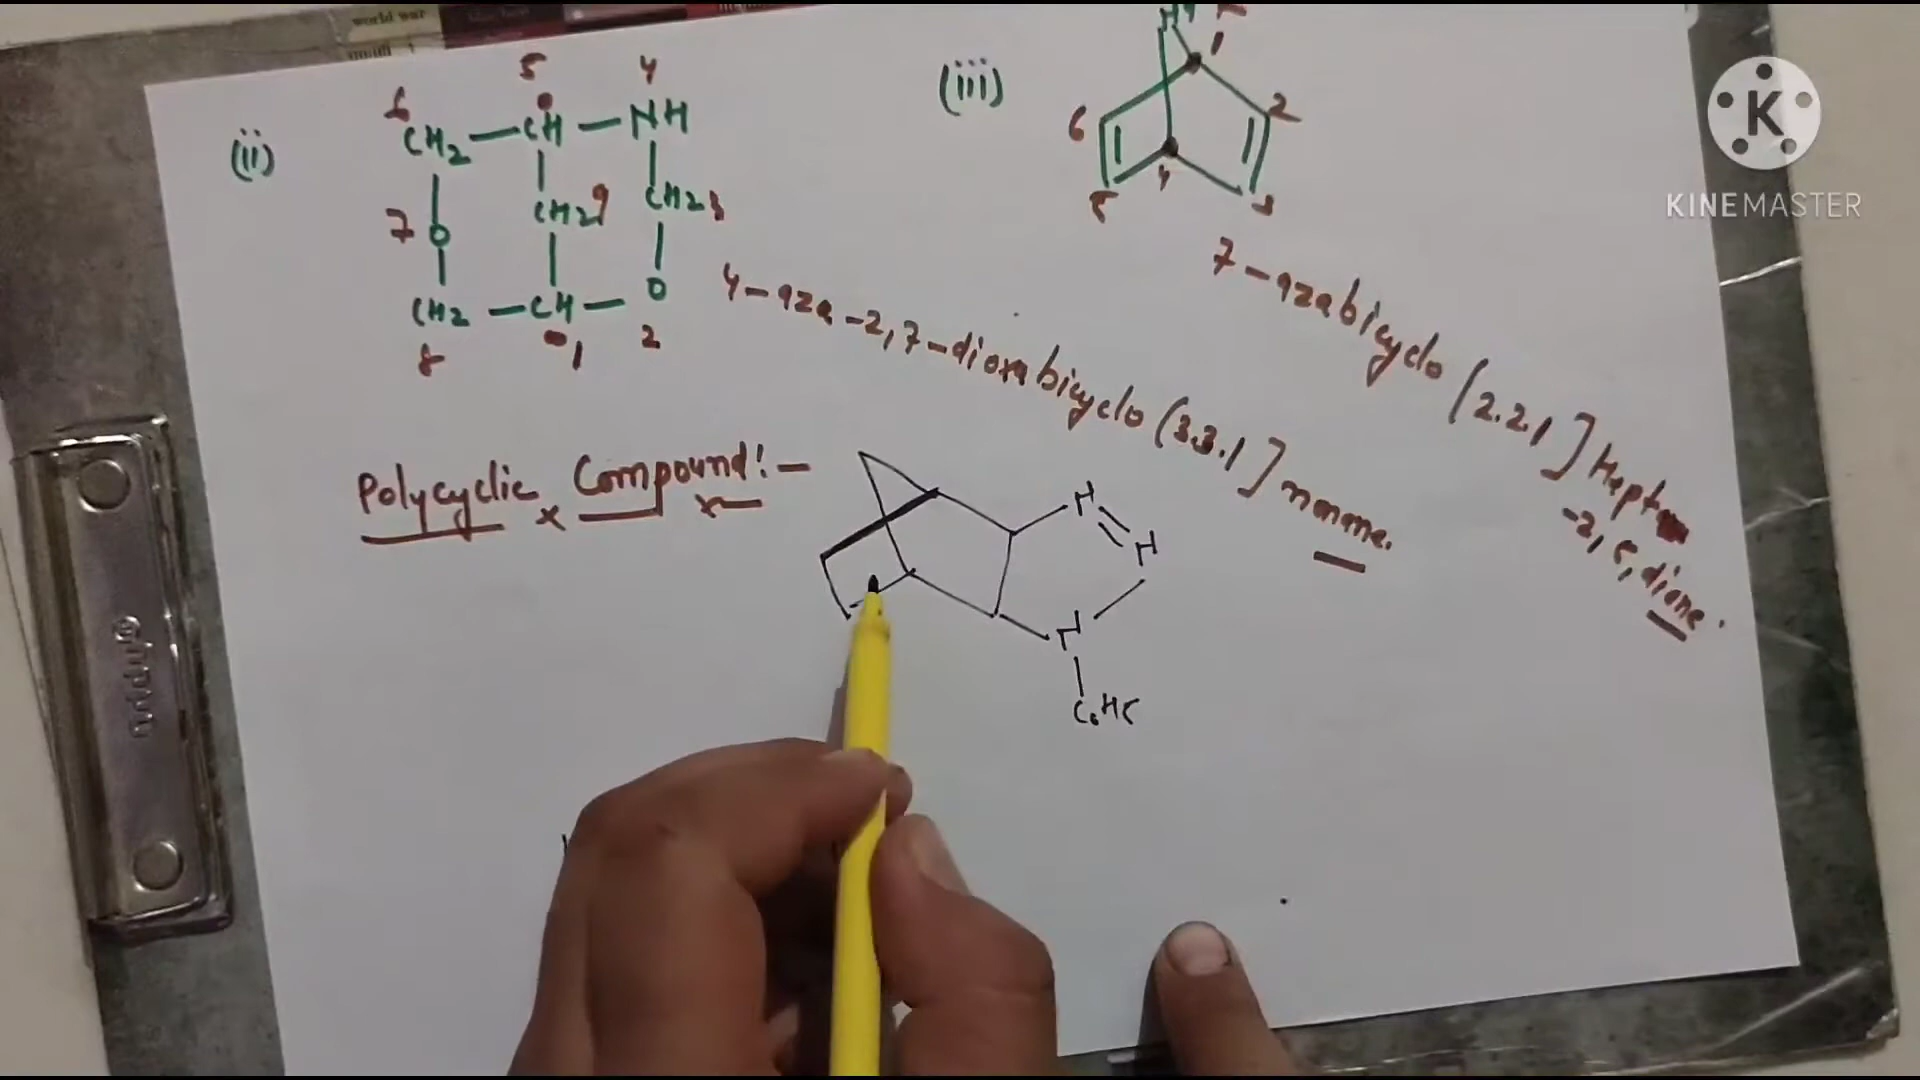 world war
(ii)
6 5 4
CH2 — CH — NH
7 O CH2 9 CH2 3
CH2 — CH — O
8 1 2
4-aza-2,7-dioxabicyclo (3.3.1] nonane.
(iii)
1
6 2
5 4 3
7-azabicyclo [2.2.1] Hepta
-2,5,diene.
Polycyclic Compound:-
N
N
N
C6H5
K
KINEMASTER